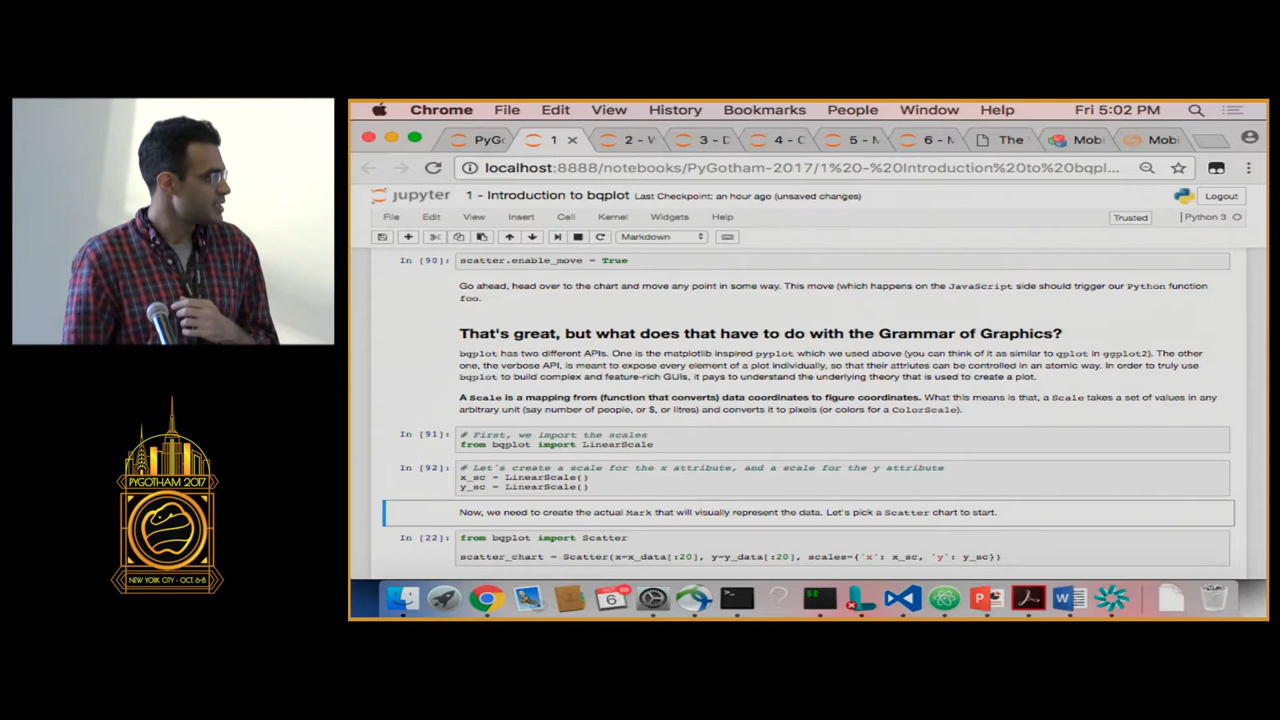 Chrome File Edit View History Bookmarks People Window Help Fri 5:02 PM
PyG 1 2 - 3 - 4 - 5 - 6 - The Mob Mob
localhost:8888/notebooks/PyGotham-2017/1%20-%20Introduction%20to%20bqpl...
jupyter 1 - Introduction to bqplot Last Checkpoint: an hour ago (unsaved changes) Logout
File Edit View Insert Cell Kernel Widgets Help Trusted Python 3
Markdown
In [90]: scatter.enable_move = True
Go ahead, head over to the chart and move any point in some way. This move (which happens on the JavaScript side should trigger our Python function
foo.
That's great, but what does that have to do with the Grammar of Graphics?
bqplot has two different APIs. One is the matplotlib inspired pyplot which we used above (you can think of it as similar to qplot in ggplot2). The other
one, the verbose API, is meant to expose every element of a plot individually, so that their attriutes can be controlled in an atomic way. In order to truly use
bqplot to build complex and feature-rich GUIs, it pays to understand the underlying theory that is used to create a plot.
A Scale is a mapping from (function that converts) data coordinates to figure coordinates. What this means is that, a Scale takes a set of values in any
arbitrary unit (say number of people, or $, or litres) and converts it to pixels (or colors for a ColorScale).
In [91]: # First, we import the scales
from bqplot import LinearScale
In [92]: # Let's create a scale for the x attribute, and a scale for the y attribute
x_sc = LinearScale()
y_sc = LinearScale()
Now, we need to create the actual Mark that will visually represent the data. Let's pick a Scatter chart to start.
In [22]: from bqplot import Scatter
scatter_chart = Scatter(x=x_data[:20], y=y_data[:20], scales={'x': x_sc, 'y': y_sc})
PYGOTHAM 2017
NEW YORK CITY - OCT. 6-8